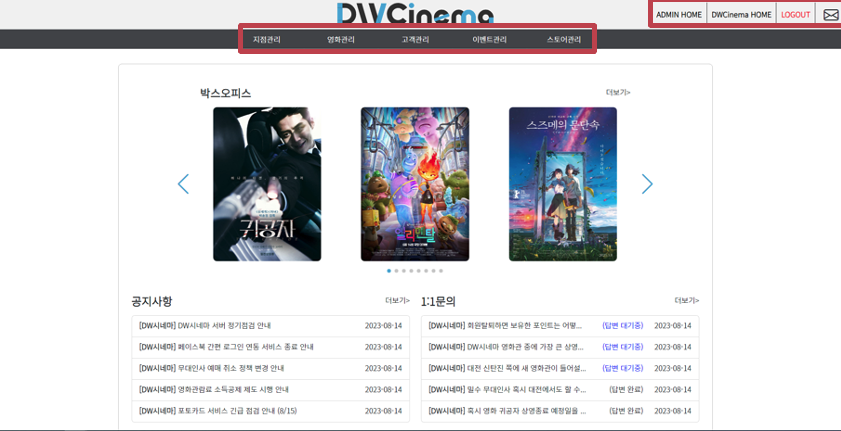 DWCinema
ADMIN HOME DWCinema HOME LOGOUT
지점관리 영화관리 고객관리 이벤트관리 스토어관리
박스오피스 더보기>
귀공자
엘리멘탈
스즈메의 문단속
공지사항 더보기>
[DW시네마] DW시네마 서버 정기점검 안내 2023-08-14
[DW시네마] 페이스북 간편 로그인 연동 서비스 종료 안내 2023-08-14
[DW시네마] 무대인사 예매 취소 정책 변경 안내 2023-08-14
[DW시네마] 영화관람료 소득공제 제도 시행 안내 2023-08-14
[DW시네마] 포토카드 서비스 긴급 점검 안내 (8/15) 2023-08-14
1:1문의 더보기>
[DW시네마] 회원탈퇴하면 보유한 포인트는 어떻... (답변 대기중) 2023-08-14
[DW시네마] DW시네마 영화관 중에 가장 큰 상영... (답변 대기중) 2023-08-14
[DW시네마] 대전 신탄진 쪽에 새 영화관이 들어설... (답변 대기중) 2023-08-14
[DW시네마] 밀수 무대인사 혹시 대전에서도 할 수... (답변 완료) 2023-08-14
[DW시네마] 혹시 영화 귀공자 상영종료 예정일을 ... (답변 완료) 2023-08-14